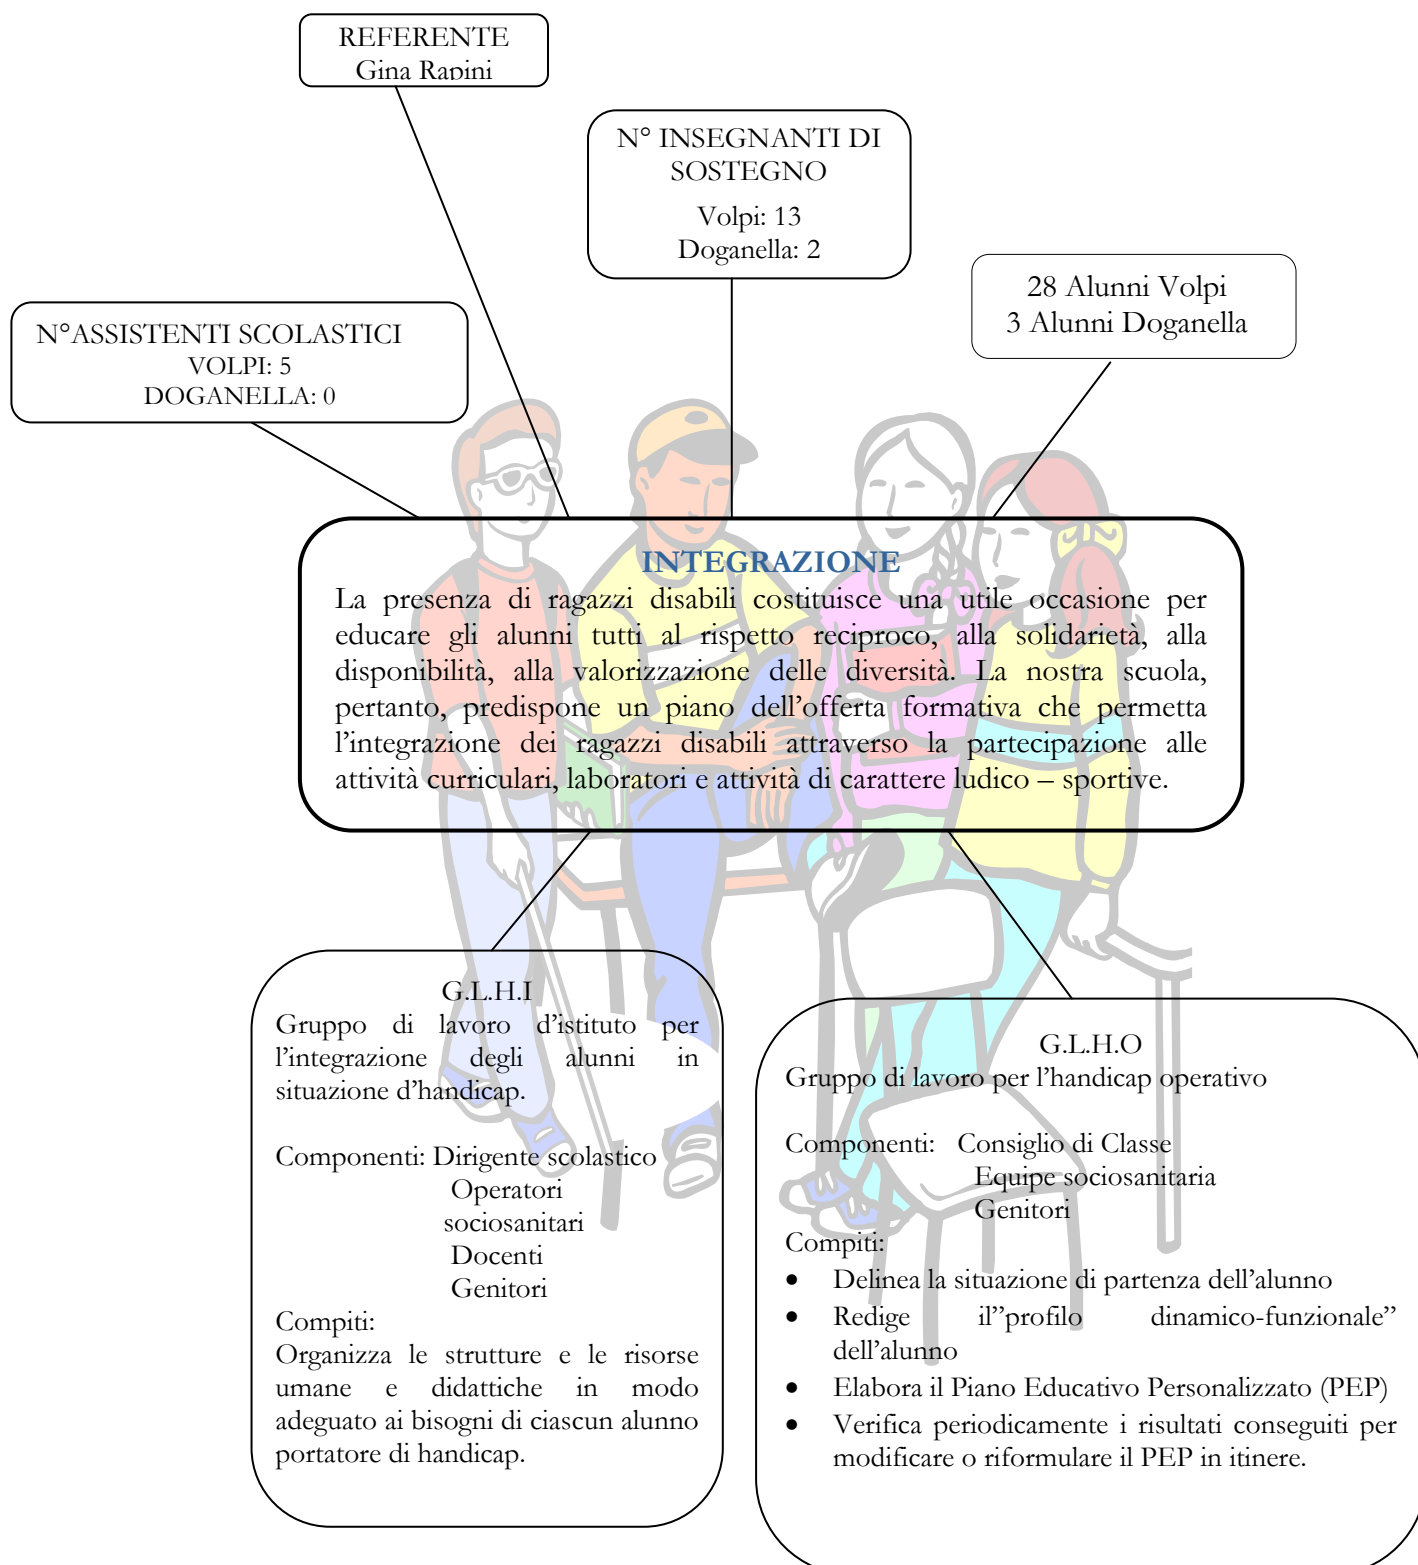 REFERENTE
Gina Rapini
N° INSEGNANTI DI
SOSTEGNO
Volpi: 13
Doganella: 2
28 Alunni Volpi
3 Alunni Doganella
N°ASSISTENTI SCOLASTICI
VOLPI: 5
DOGANELLA: 0
INTEGRAZIONE
La presenza di ragazzi disabili costituisce una utile occasione per
educare gli alunni tutti al rispetto reciproco, alla solidarietà, alla
disponibilità, alla valorizzazione delle diversità. La nostra scuola,
pertanto, predispone un piano dell’offerta formativa che permetta
l’integrazione dei ragazzi disabili attraverso la partecipazione alle
attività curriculari, laboratori e attività di carattere ludico – sportive.
G.L.H.I
Gruppo di lavoro d’istituto per
l’integrazione degli alunni in
situazione d’handicap.
Componenti: Dirigente scolastico
Operatori
sociosanitari
Docenti
Genitori
Compiti:
Organizza le strutture e le risorse
umane e didattiche in modo
adeguato ai bisogni di ciascun alunno
portatore di handicap.
G.L.H.O
Gruppo di lavoro per l’handicap operativo
Componenti: Consiglio di Classe
Equipe sociosanitaria
Genitori
Compiti:
• Delinea la situazione di partenza dell’alunno
• Redige il”profilo dinamico-funzionale”
dell’alunno
• Elabora il Piano Educativo Personalizzato (PEP)
• Verifica periodicamente i risultati conseguiti per
modificare o riformulare il PEP in itinere.